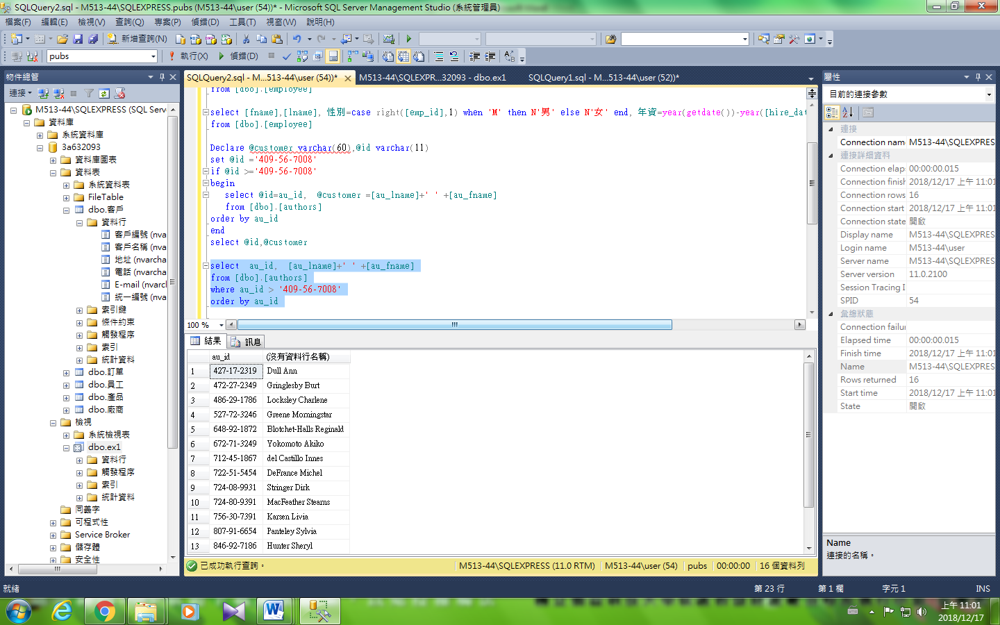 SQLQuery2.sql - M513-44\SQLEXPRESS.pubs (M513-44\user (54))* - Microsoft SQL Server Management Studio (系統管理員)
檔案(F) 編輯(E) 檢視(V) 查詢(Q) 專案(P) 偵錯(D) 工具(T) 視窗(W) 說明(H)
新增查詢(N)
pubs 執行(X) 偵錯(D)
物件總管
連接
M513-44\SQLEXPRESS (SQL Serv
資料庫
系統資料庫
3a632093
資料庫圖表
資料表
系統資料表
FileTable
dbo.客戶
資料行
客戶編號 (nva
客戶名稱 (nva
地址 (nvarcha
電話 (nvarcha
E-mail (nvarcl
統一編號 (nva
索引鍵
條件約束
觸發程序
索引
統計資料
dbo.訂單
dbo.員工
dbo.產品
dbo.廠商
檢視
系統檢視表
dbo.ex1
資料行
觸發程序
索引
統計資料
同義字
可程式性
Service Broker
儲存體
安全性
SQLQuery2.sql - M...513-44\user (54))* M513-44\SQLEXPR...32093 - dbo.ex1 SQLQuery1.sql - M...513-44\user (52))*
from [dbo].[employee]
select [fname],[lname], 性別=case right([emp_id],1) when 'M' then N'男' else N'女' end, 年資=year(getdate())-year([hire_dat
from [dbo].[employee]
Declare @customer varchar(60),@id varchar(11)
set @id ='409-56-7008'
if @id >='409-56-7008'
begin
select @id=au_id, @customer =[au_lname]+' ' +[au_fname]
from [dbo].[authors]
order by au_id
end
select @id,@customer
select au_id, [au_lname]+' ' +[au_fname]
from [dbo].[authors]
where au_id > '409-56-7008'
order by au_id
100 %
結果 訊息
au_id (沒有資料行名稱)
1 427-17-2319 Dull Ann
2 472-27-2349 Gringlesby Burt
3 486-29-1786 Locksley Charlene
4 527-72-3246 Greene Morningstar
5 648-92-1872 Blotchet-Halls Reginald
6 672-71-3249 Yokomoto Akiko
7 712-45-1867 del Castillo Innes
8 722-51-5454 DeFrance Michel
9 724-08-9931 Stringer Dirk
10 724-80-9391 MacFeather Stearns
11 756-30-7391 Karsen Livia
12 807-91-6654 Panteley Sylvia
13 846-92-7186 Hunter Sheryl
已成功執行查詢。 M513-44\SQLEXPRESS (11.0 RTM) M513-44\user (54) pubs 00:00:00 16 個資料列
屬性
目前的連接參數
連接
Connection nam M513-44\SQLEXPRES
連接詳細資料
Connection elap 00:00:00.015
Connection finish 2018/12/17 上午 11:01
Connection rows 16
Connection start 2018/12/17 上午 11:01
Connection state 開啟
Display name M513-44\SQLEXPRES
Login name M513-44\user
Server name M513-44\SQLEXPRES
Server version 11.0.2100
Session Tracing I
SPID 54
彙總狀態
Connection failur
Elapsed time 00:00:00.015
Finish time 2018/12/17 上午 11:01
Name M513-44\SQLEXPRES
Rows returned 16
Start time 2018/12/17 上午 11:01
State 開啟
Name
連接的名稱。
就緒 第 23 行 第 1 欄 字元 1 INS
上午 11:01
2018/12/17